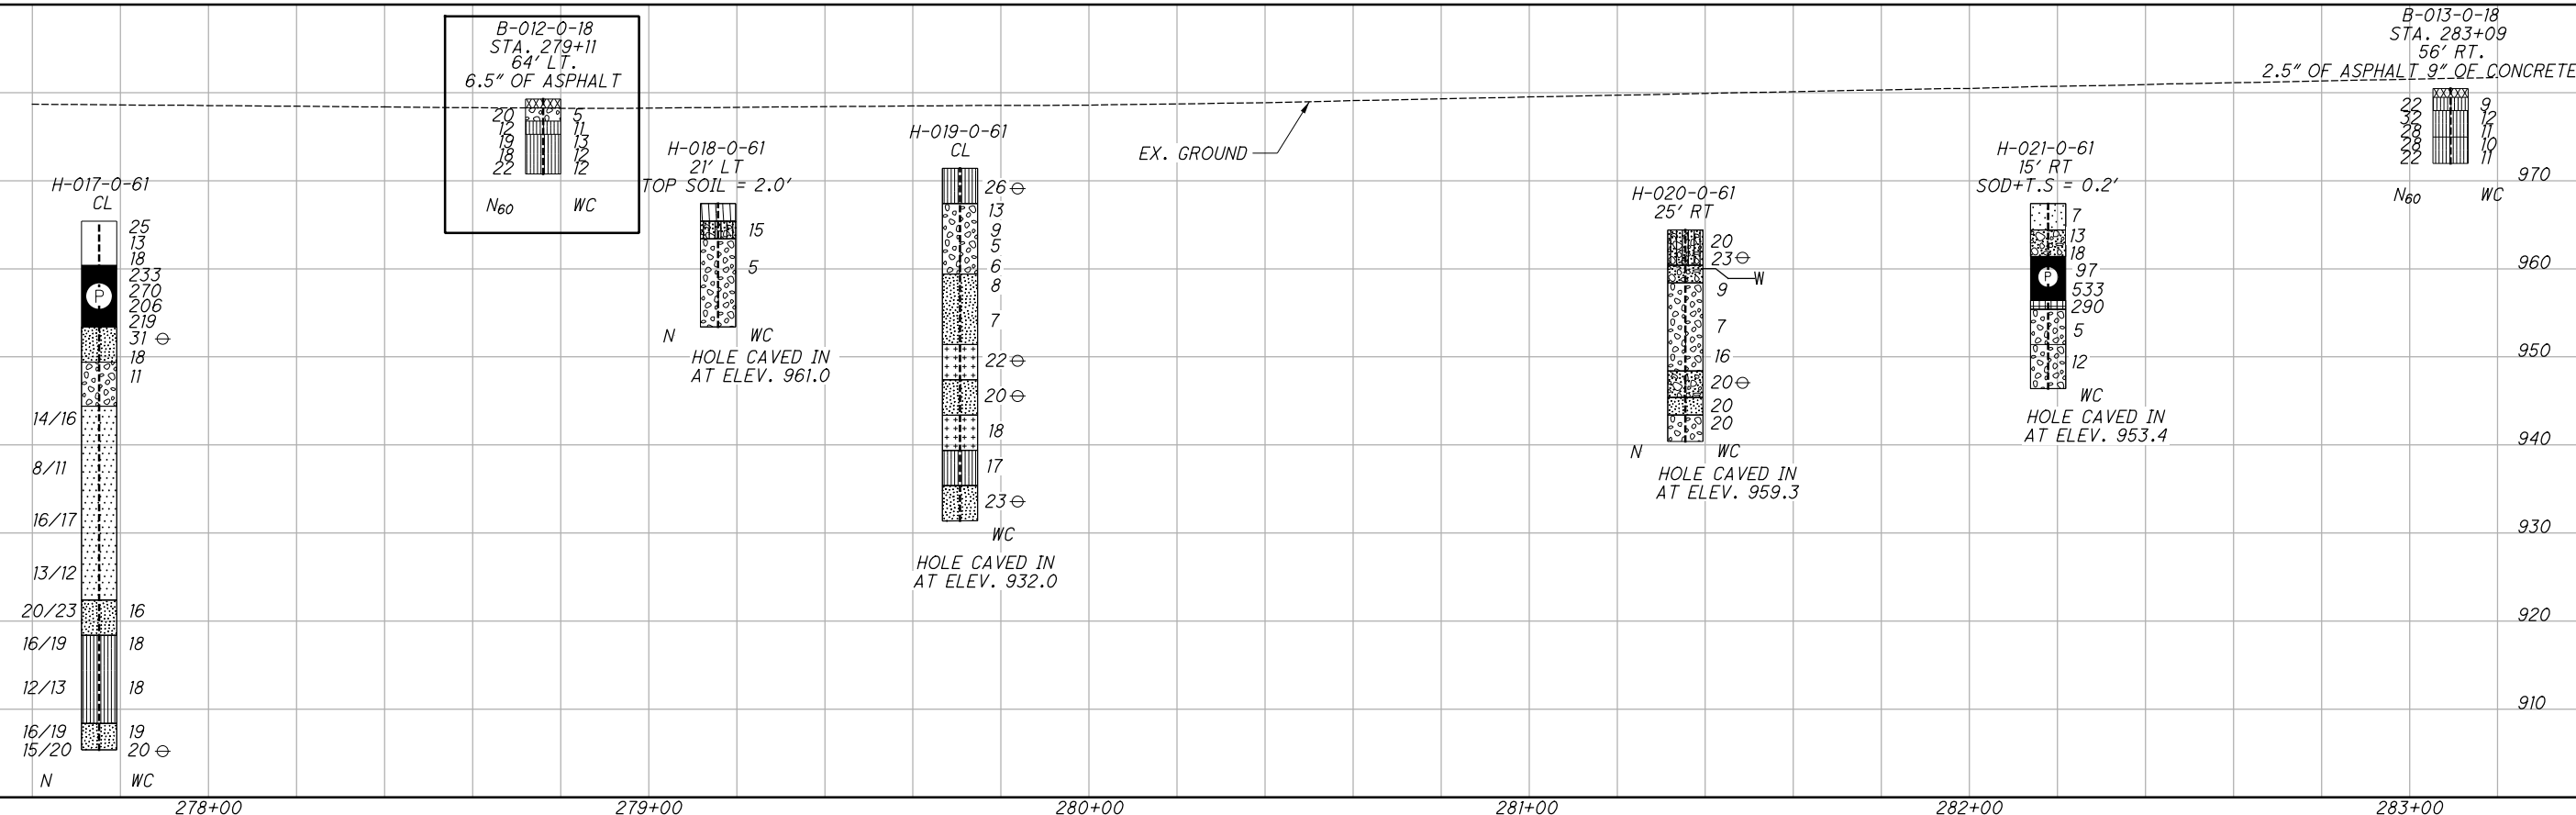 B-012-0-18
STA. 279+11
64' LT.
6.5" OF ASPHALT
20 5
12 11
19 13
18 12
22 12
N60 WC
B-013-0-18
STA. 283+09
56' RT.
2.5" OF ASPHALT 9" OF CONCRETE
22 9
32 12
28 11
28 10
22 11
N60 WC
H-017-0-61
CL
25
13
18
233
P
270
206
219
31
18
11
14/16
8/11
16/17
13/12
20/23 16
16/19 18
12/13 18
16/19 19
15/20 20
N WC
H-018-0-61
21' LT
TOP SOIL = 2.0'
15
5
N WC
HOLE CAVED IN
AT ELEV. 961.0
H-019-0-61
CL
26
13
9
5
6
8
7
22
20
18
17
23
WC
HOLE CAVED IN
AT ELEV. 932.0
EX. GROUND
H-020-0-61
25' RT
20
23
W
9
7
16
20
20
20
N WC
HOLE CAVED IN
AT ELEV. 959.3
H-021-0-61
15' RT
SOD+T.S = 0.2'
7
13
18
97
P
533
290
5
12
WC
HOLE CAVED IN
AT ELEV. 953.4
970
960
950
940
930
920
910
278+00
279+00
280+00
281+00
282+00
283+00